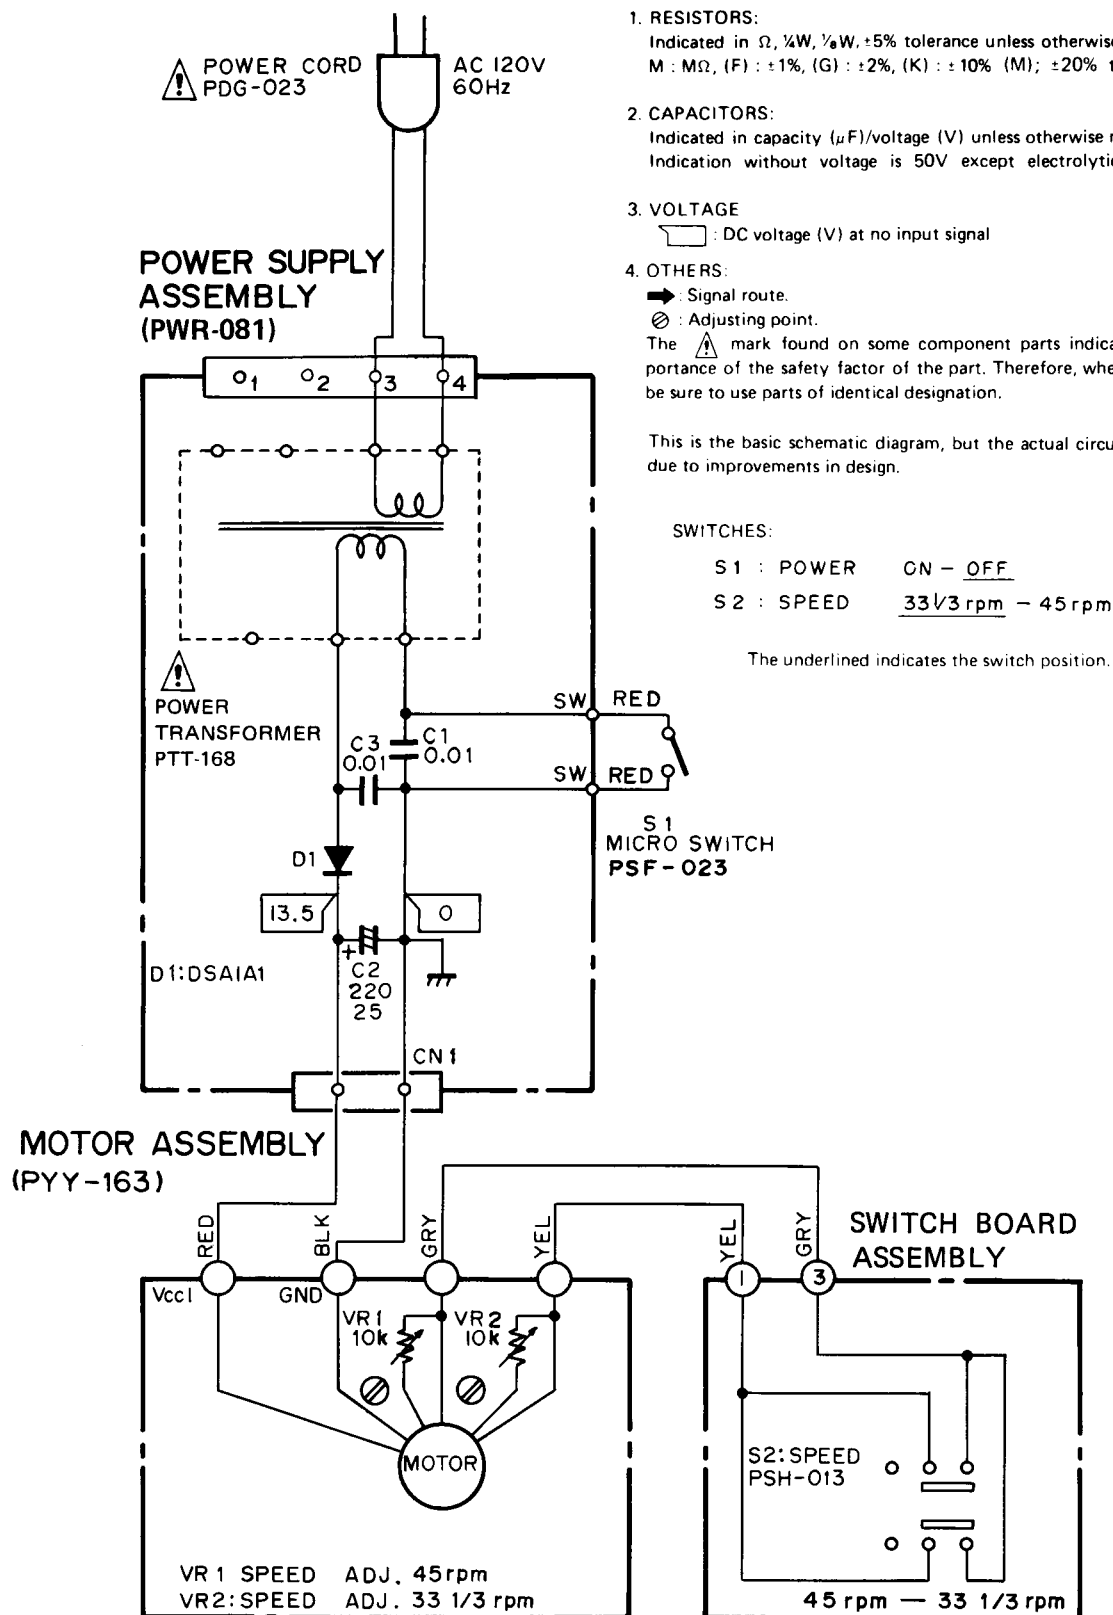 POWER CORD
PDG-023
AC 120V
60Hz
1. RESISTORS:
Indicated in Ω, ¼W, ⅛W, ±5% tolerance unless otherwise
M : MΩ, (F) : ±1%, (G) : ±2%, (K) : ±10% (M); ±20%
2. CAPACITORS:
Indicated in capacity (μF)/voltage (V) unless otherwise
Indication without voltage is 50V except
3. VOLTAGE
: DC voltage (V) at no input signal
4. OTHERS:
: Signal route.
: Adjusting point.
The ! mark found on some component parts
portance of the safety factor of the part. Therefore,
be sure to use parts of identical designation.
This is the basic schematic diagram, but the actual
due to improvements in design.
SWITCHES:
S1 : POWER ON – OFF
S2 : SPEED 33 1/3 rpm – 45 rpm
The underlined indicates the switch position.
POWER SUPPLY
ASSEMBLY
(PWR-081)
1 2 3 4
POWER
TRANSFORMER
PTT-168
C3
0.01
C1
0.01
SW RED
SW RED
S1
MICRO SWITCH
PSF-023
D1
13.5
0
D1:DSA1A1
+
C2
220
25
CN1
MOTOR ASSEMBLY
(PYY-163)
RED
BLK
GRY
YEL
YEL
GRY
SWITCH BOARD
ASSEMBLY
Vcc1
GND
1
3
VR1
10k
VR2
10k
MOTOR
S2:SPEED
PSH-013
VR1 SPEED ADJ. 45rpm
VR2:SPEED ADJ. 33 1/3 rpm
45 rpm — 33 1/3 rpm